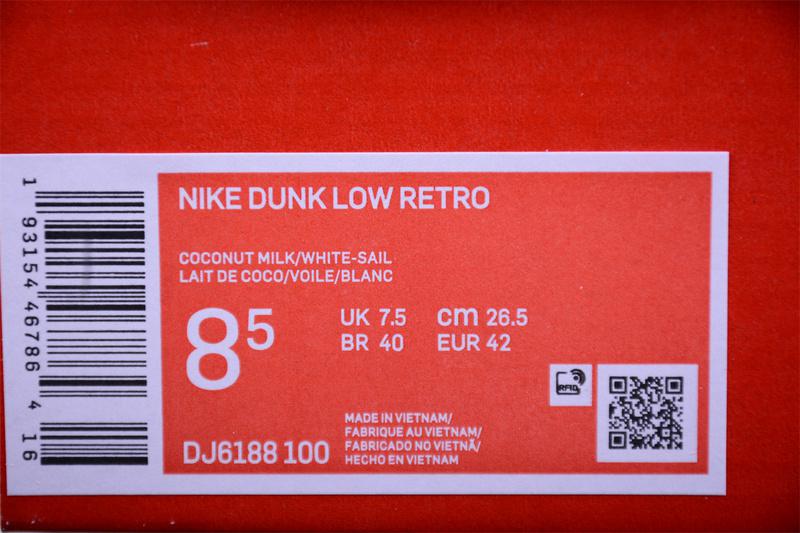 NIKE DUNK LOW RETRO
COCONUT MILK/WHITE-SAIL
LAIT DE COCO/VOILE/BLANC
8 5
UK 7.5 cm 26.5
BR 40 EUR 42
RFID
DJ6188 100
MADE IN VIETNAM/
FABRIQUE AU VIETNAM/
FABRICADO NO VIETNÃ/
HECHO EN VIETNAM
1 93154 46786 4 16